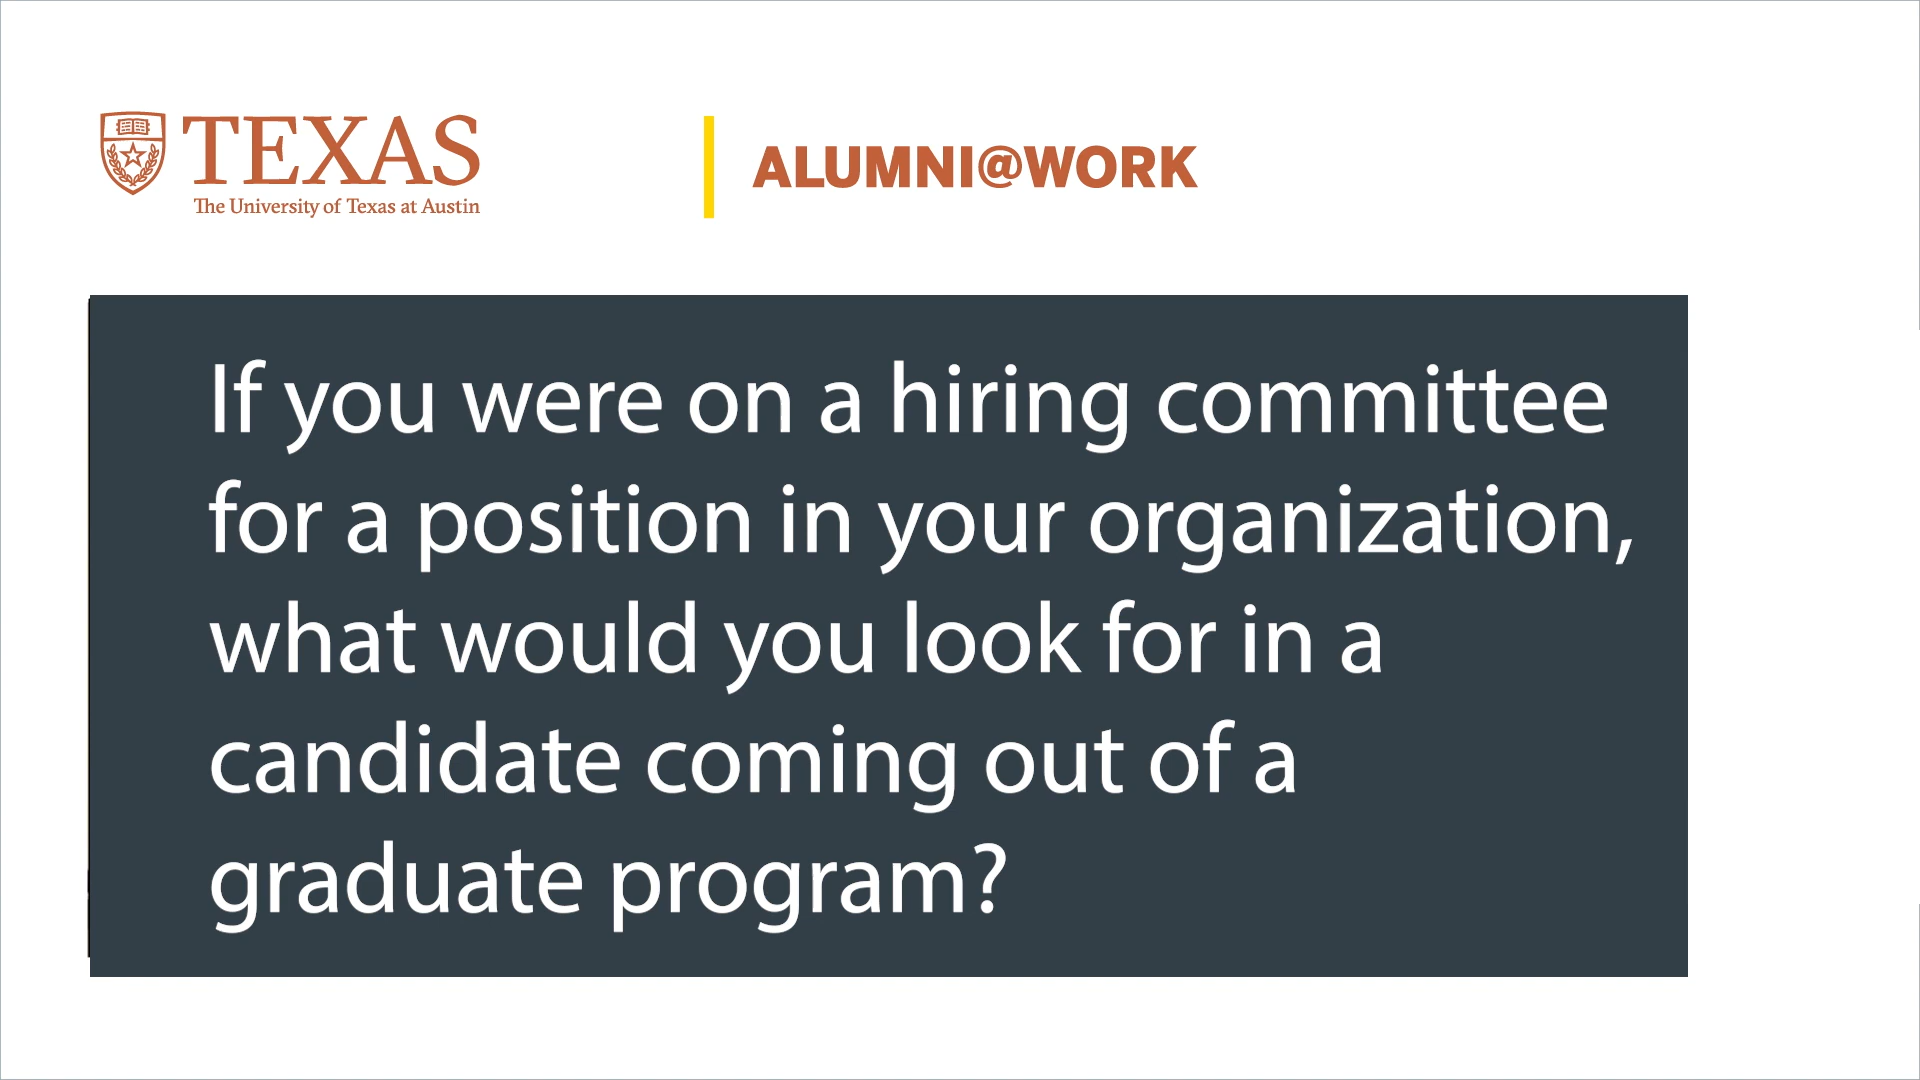 TEXAS
The University of Texas at Austin
ALUMNI@WORK
If you were on a hiring committee
for a position in your organization,
what would you look for in a
candidate coming out of a
graduate program?